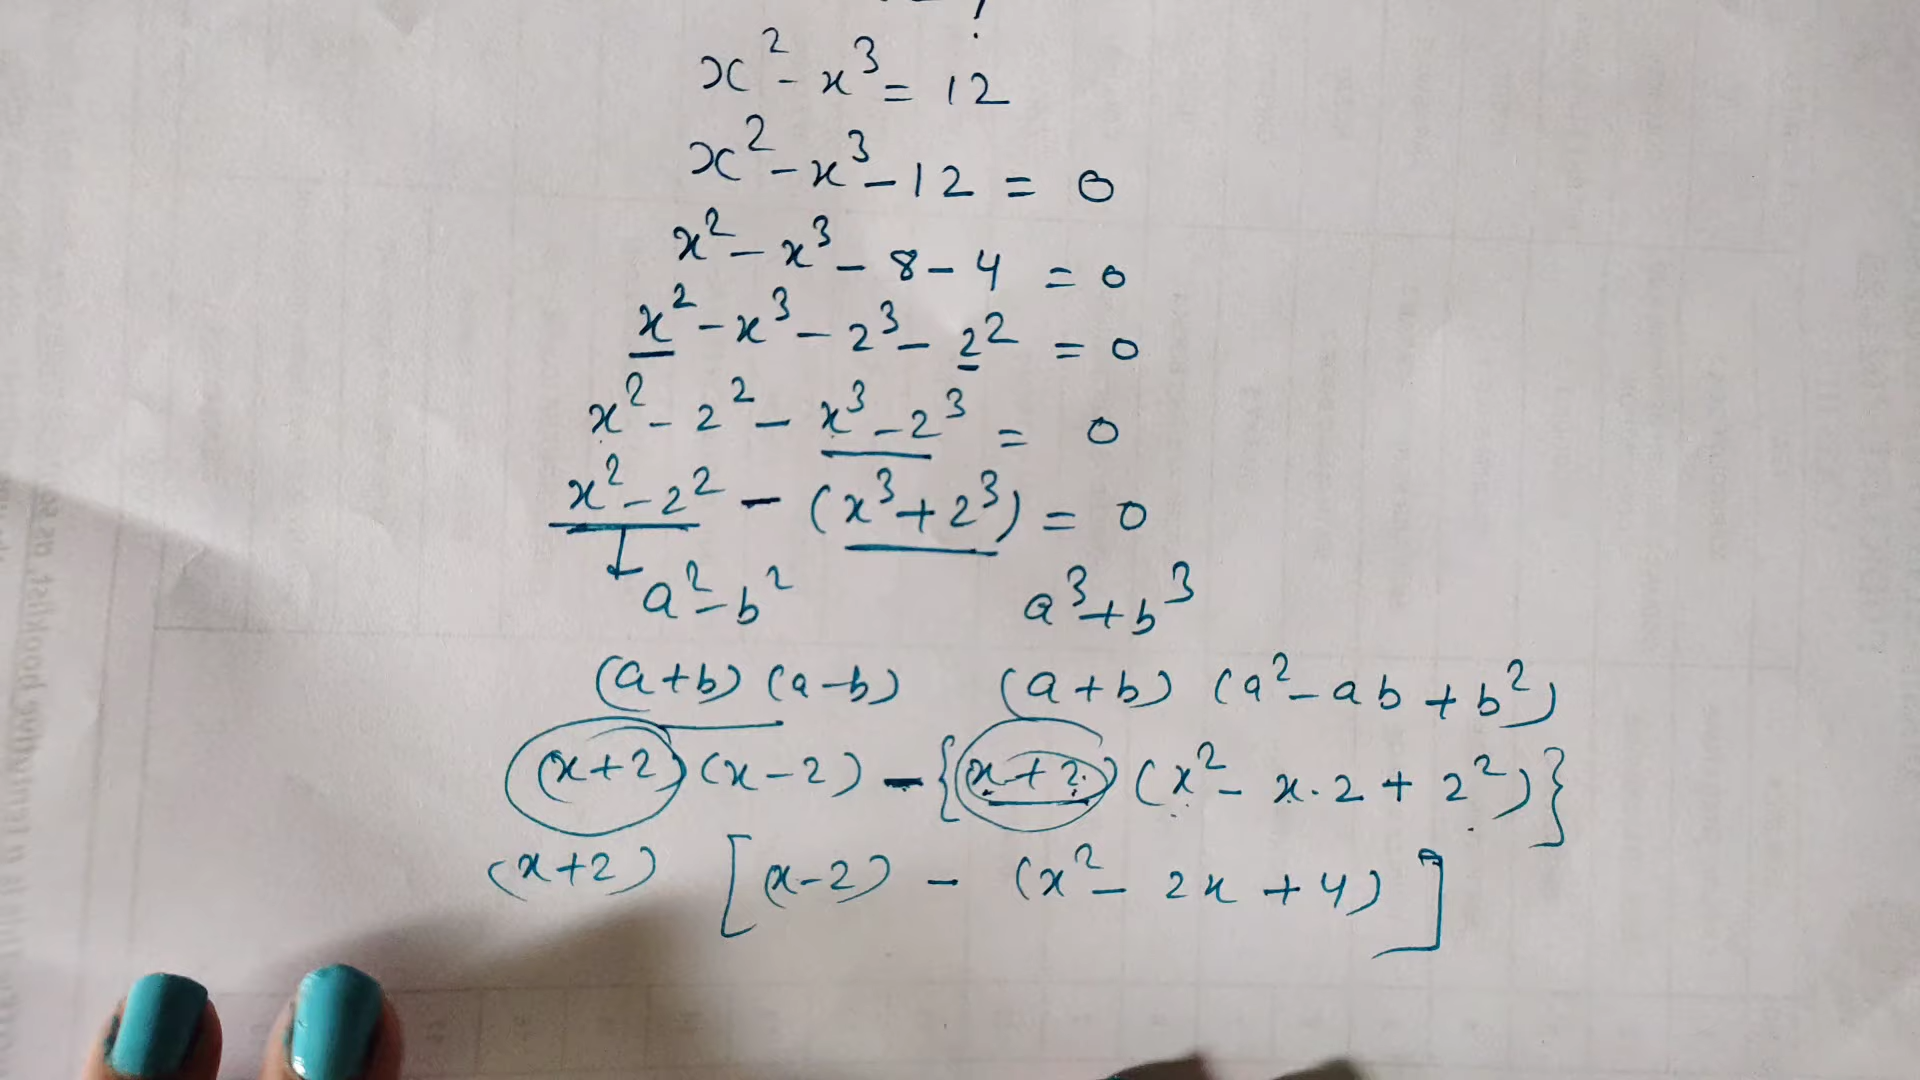 x² - x³ = 12
x² - x³ - 12 = 0
x² - x³ - 8 - 4 = 0
x² - x³ - 2³ - 2² = 0
x² - 2² - x³ - 2³ = 0
x² - 2² - (x³ + 2³) = 0
a² - b² a³ + b³
(a+b) (a-b) (a+b) (a² - ab + b²)
(x+2) (x-2) - {(x+2) (x² - x·2 + 2²)}
(x+2) [(x-2) - (x² - 2x + 4)]